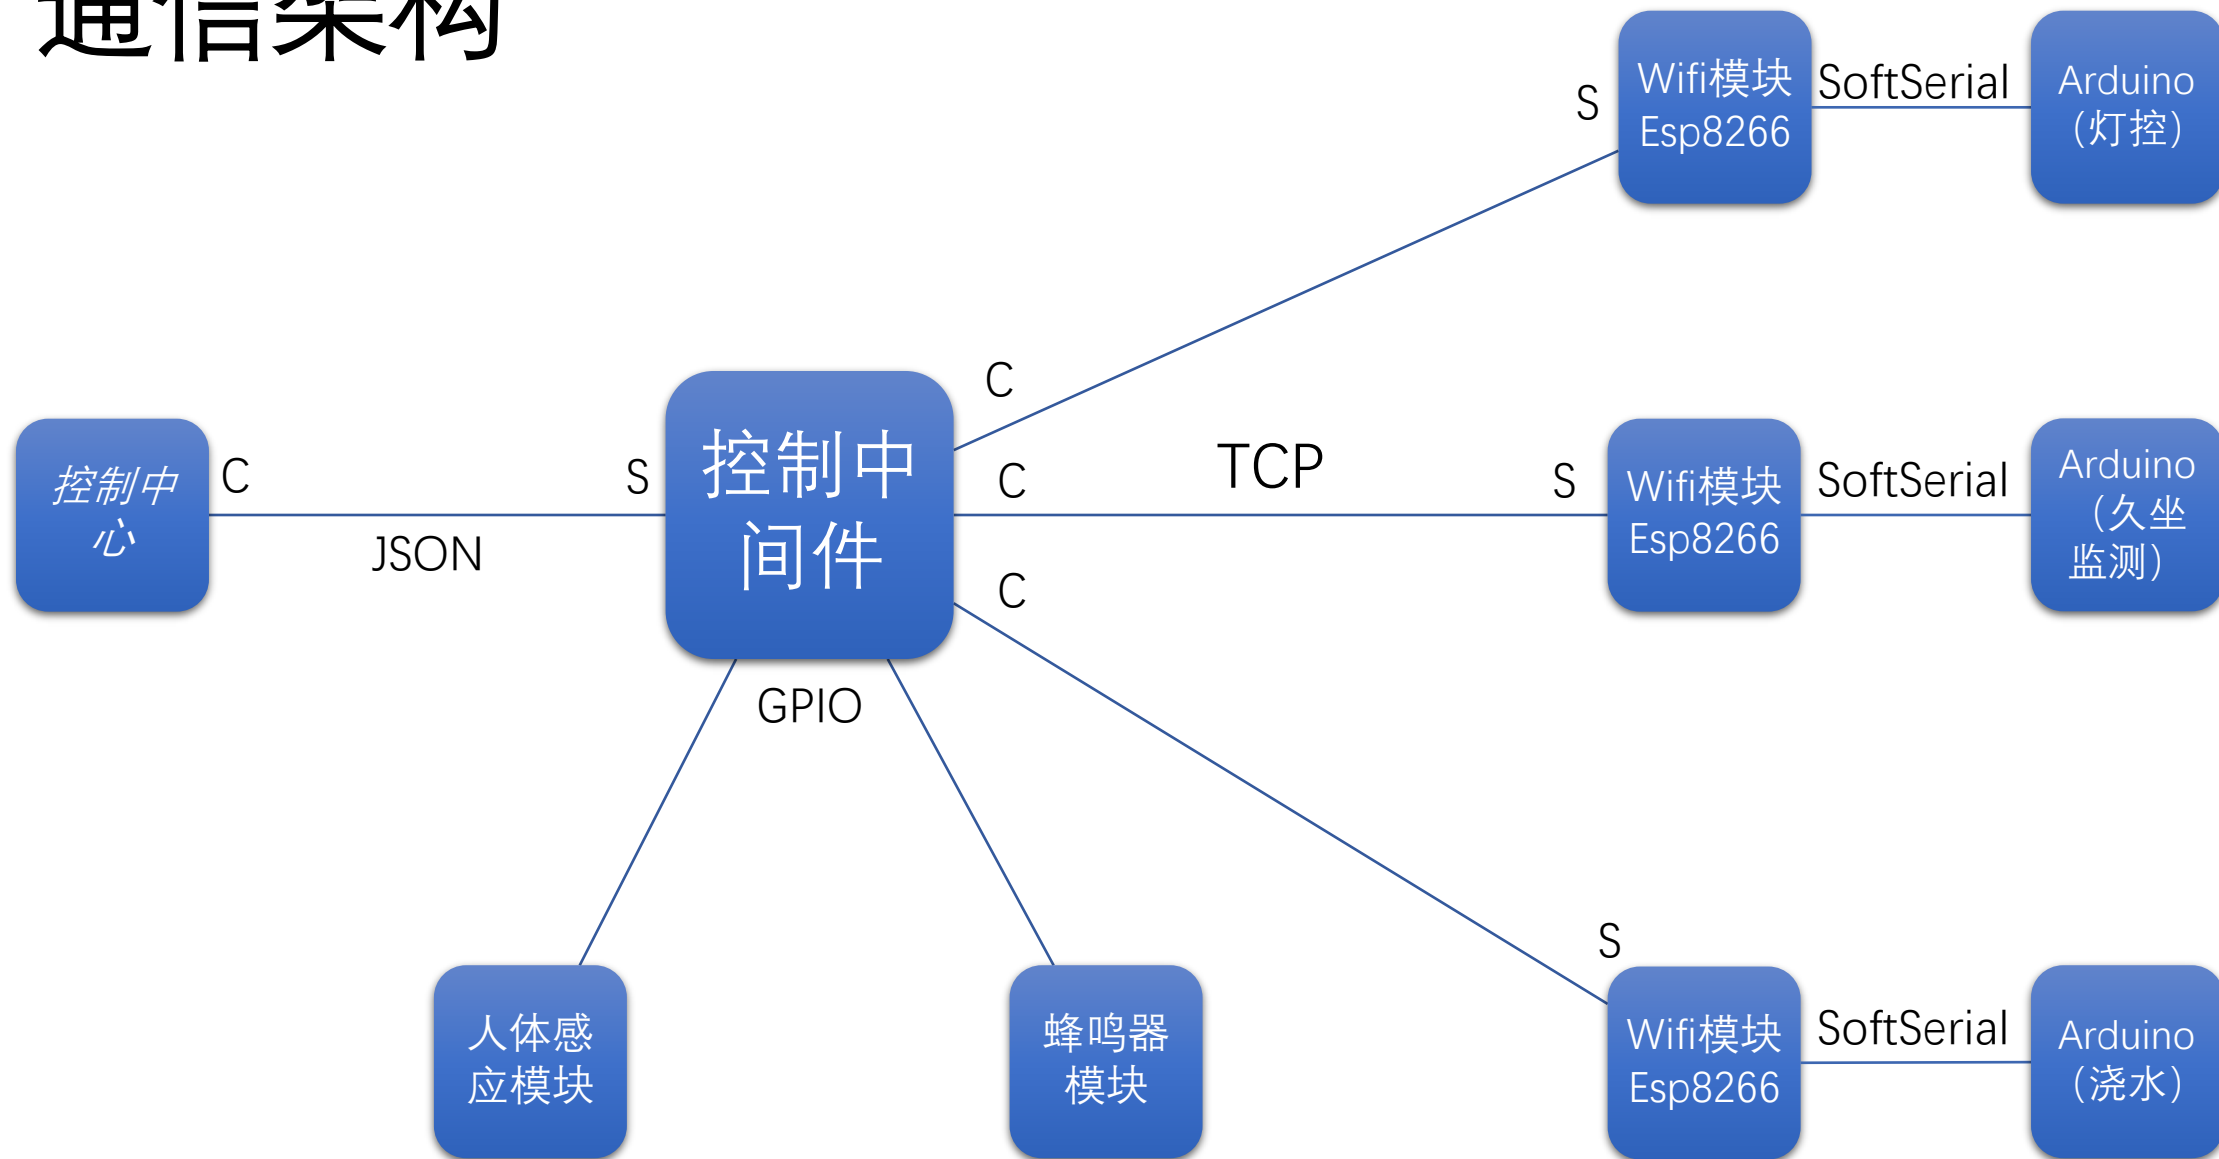 通信架构
Wifi模块
Esp8266
SoftSerial
Arduino
（灯控）
S
C
控制中
心
C
JSON
S
控制中
间件
C
TCP
S
Wifi模块
Esp8266
SoftSerial
Arduino
（久坐
监测）
C
GPIO
人体感
应模块
蜂鸣器
模块
S
Wifi模块
Esp8266
SoftSerial
Arduino
（浇水）